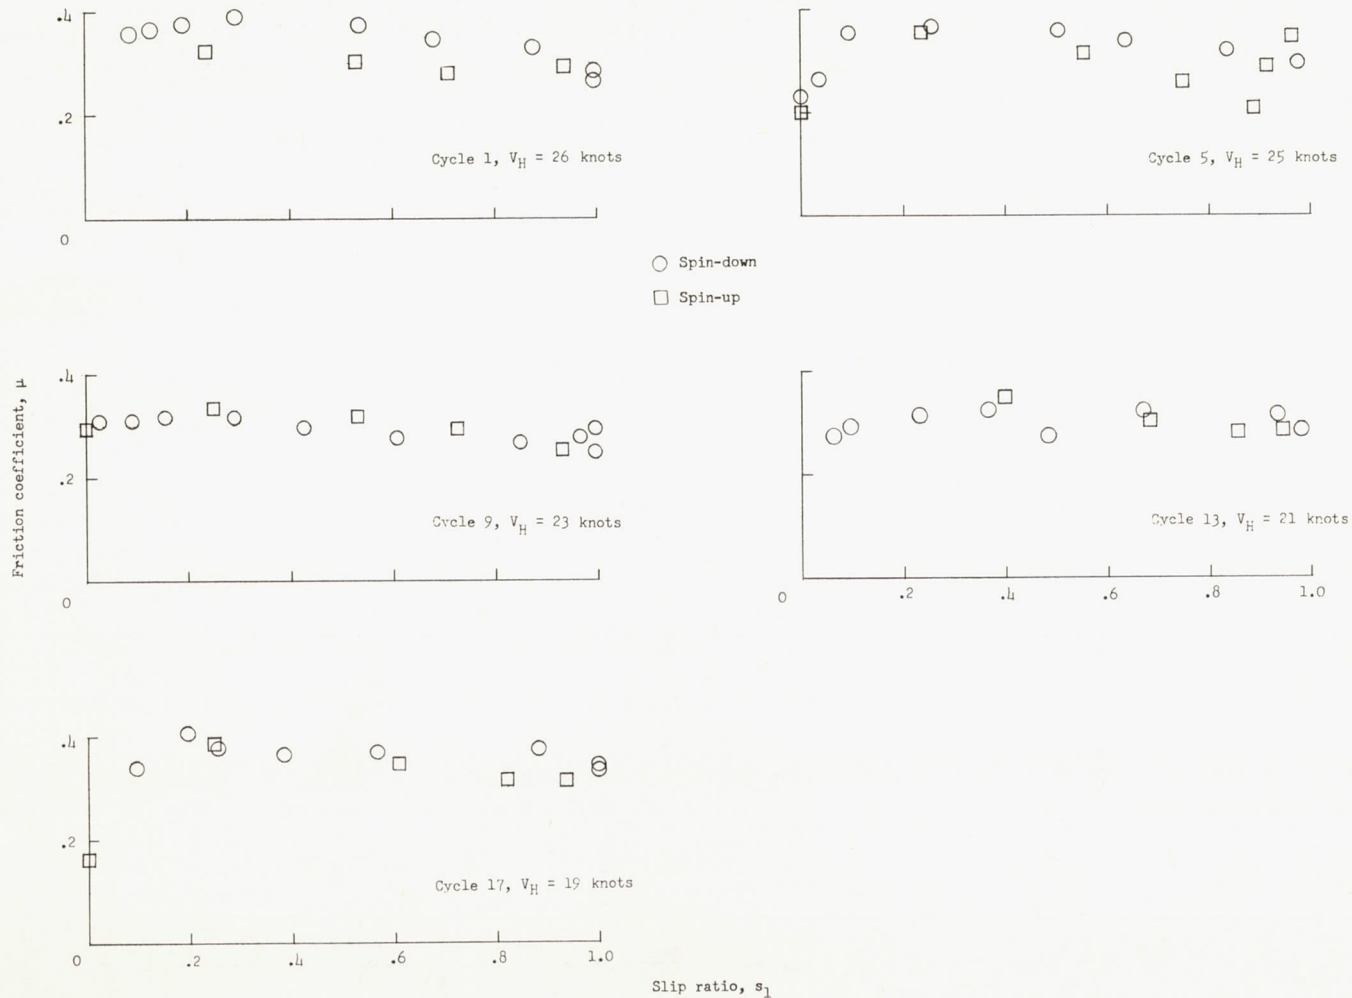 .4
.2
0
Cycle 1, V_H = 26 knots
Cycle 5, V_H = 25 knots
Spin-down
Spin-up
Friction coefficient, μ
.4
.2
0
Cycle 9, V_H = 23 knots
Cycle 13, V_H = 21 knots
0 .2 .4 .6 .8 1.0
.4
.2
Cycle 17, V_H = 19 knots
0 .2 .4 .6 .8 1.0
Slip ratio, s_1